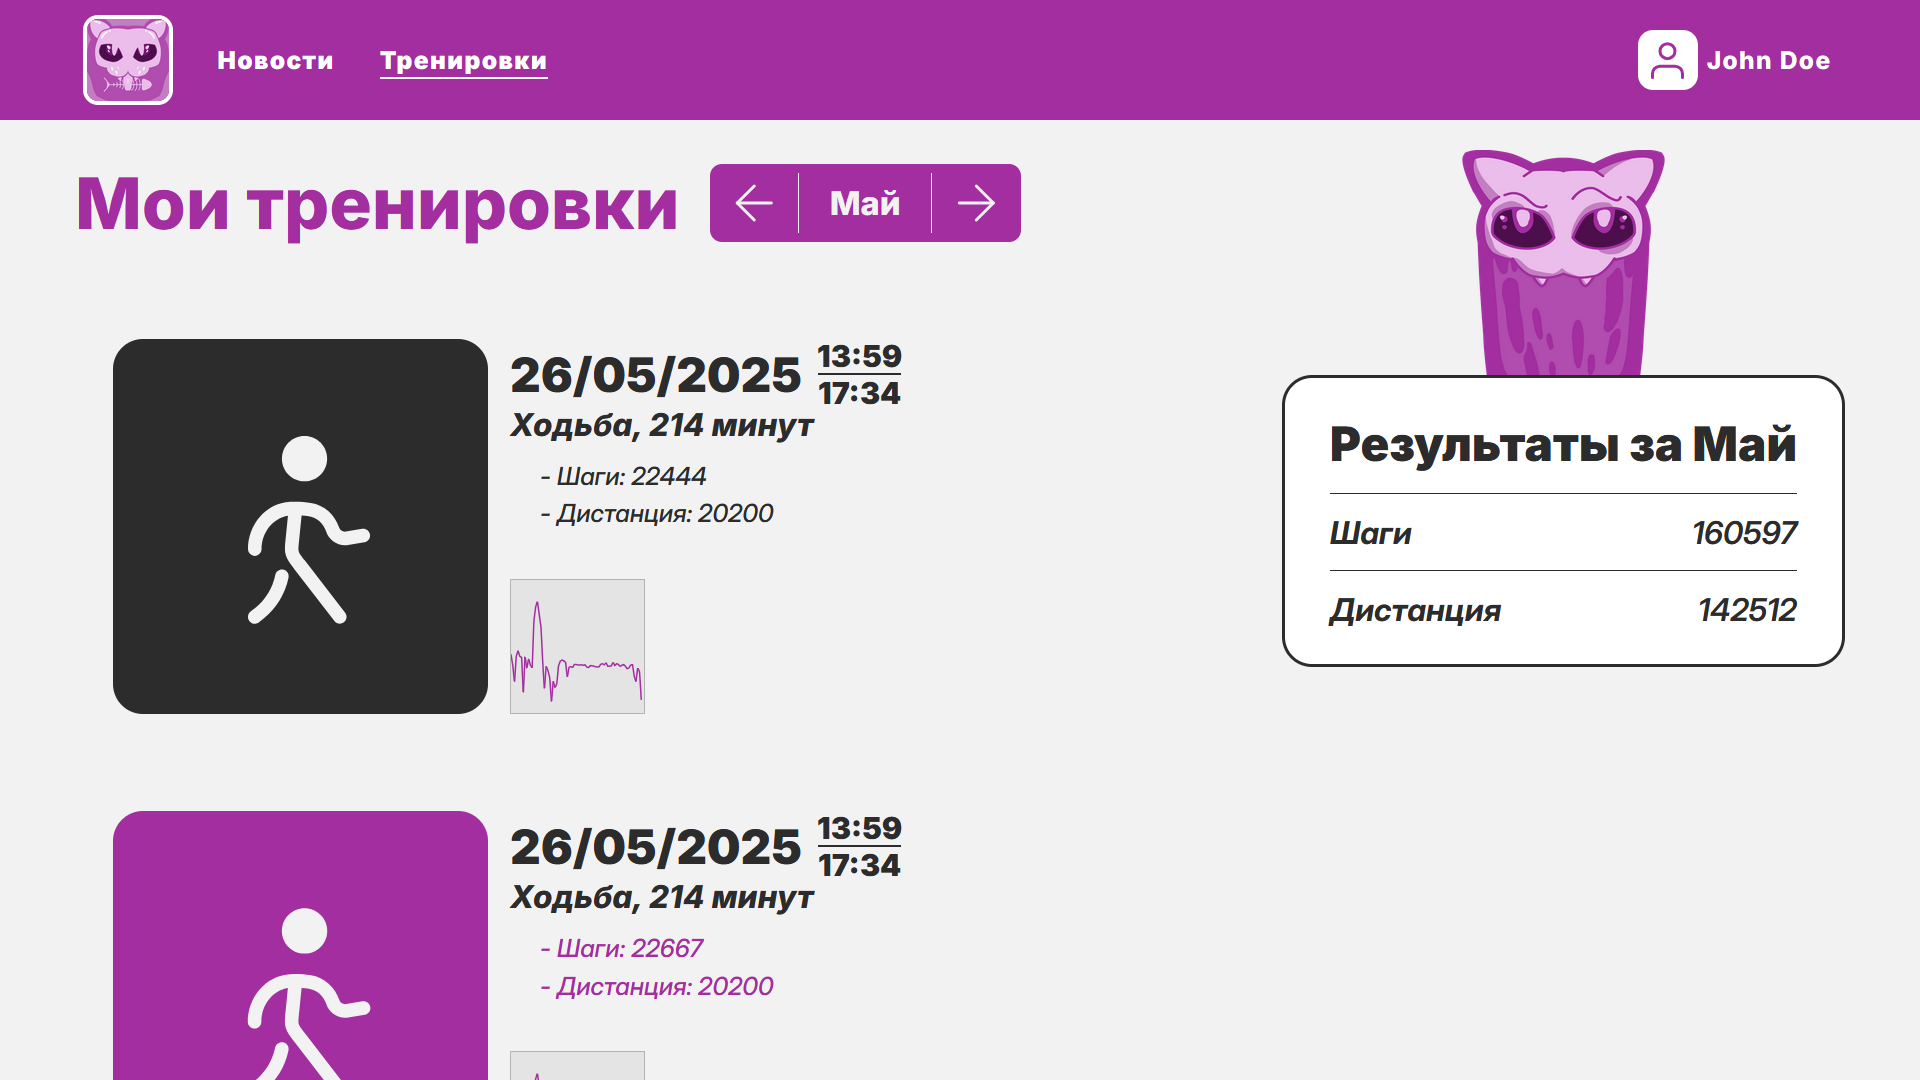 Новости
Тренировки
John Doe
Мои тренировки
Май
26/05/2025
13:59
17:34
Ходьба, 214 минут
- Шаги: 22444
- Дистанция: 20200
26/05/2025
13:59
17:34
Ходьба, 214 минут
- Шаги: 22667
- Дистанция: 20200
Результаты за Май
Шаги 160597
Дистанция 142512